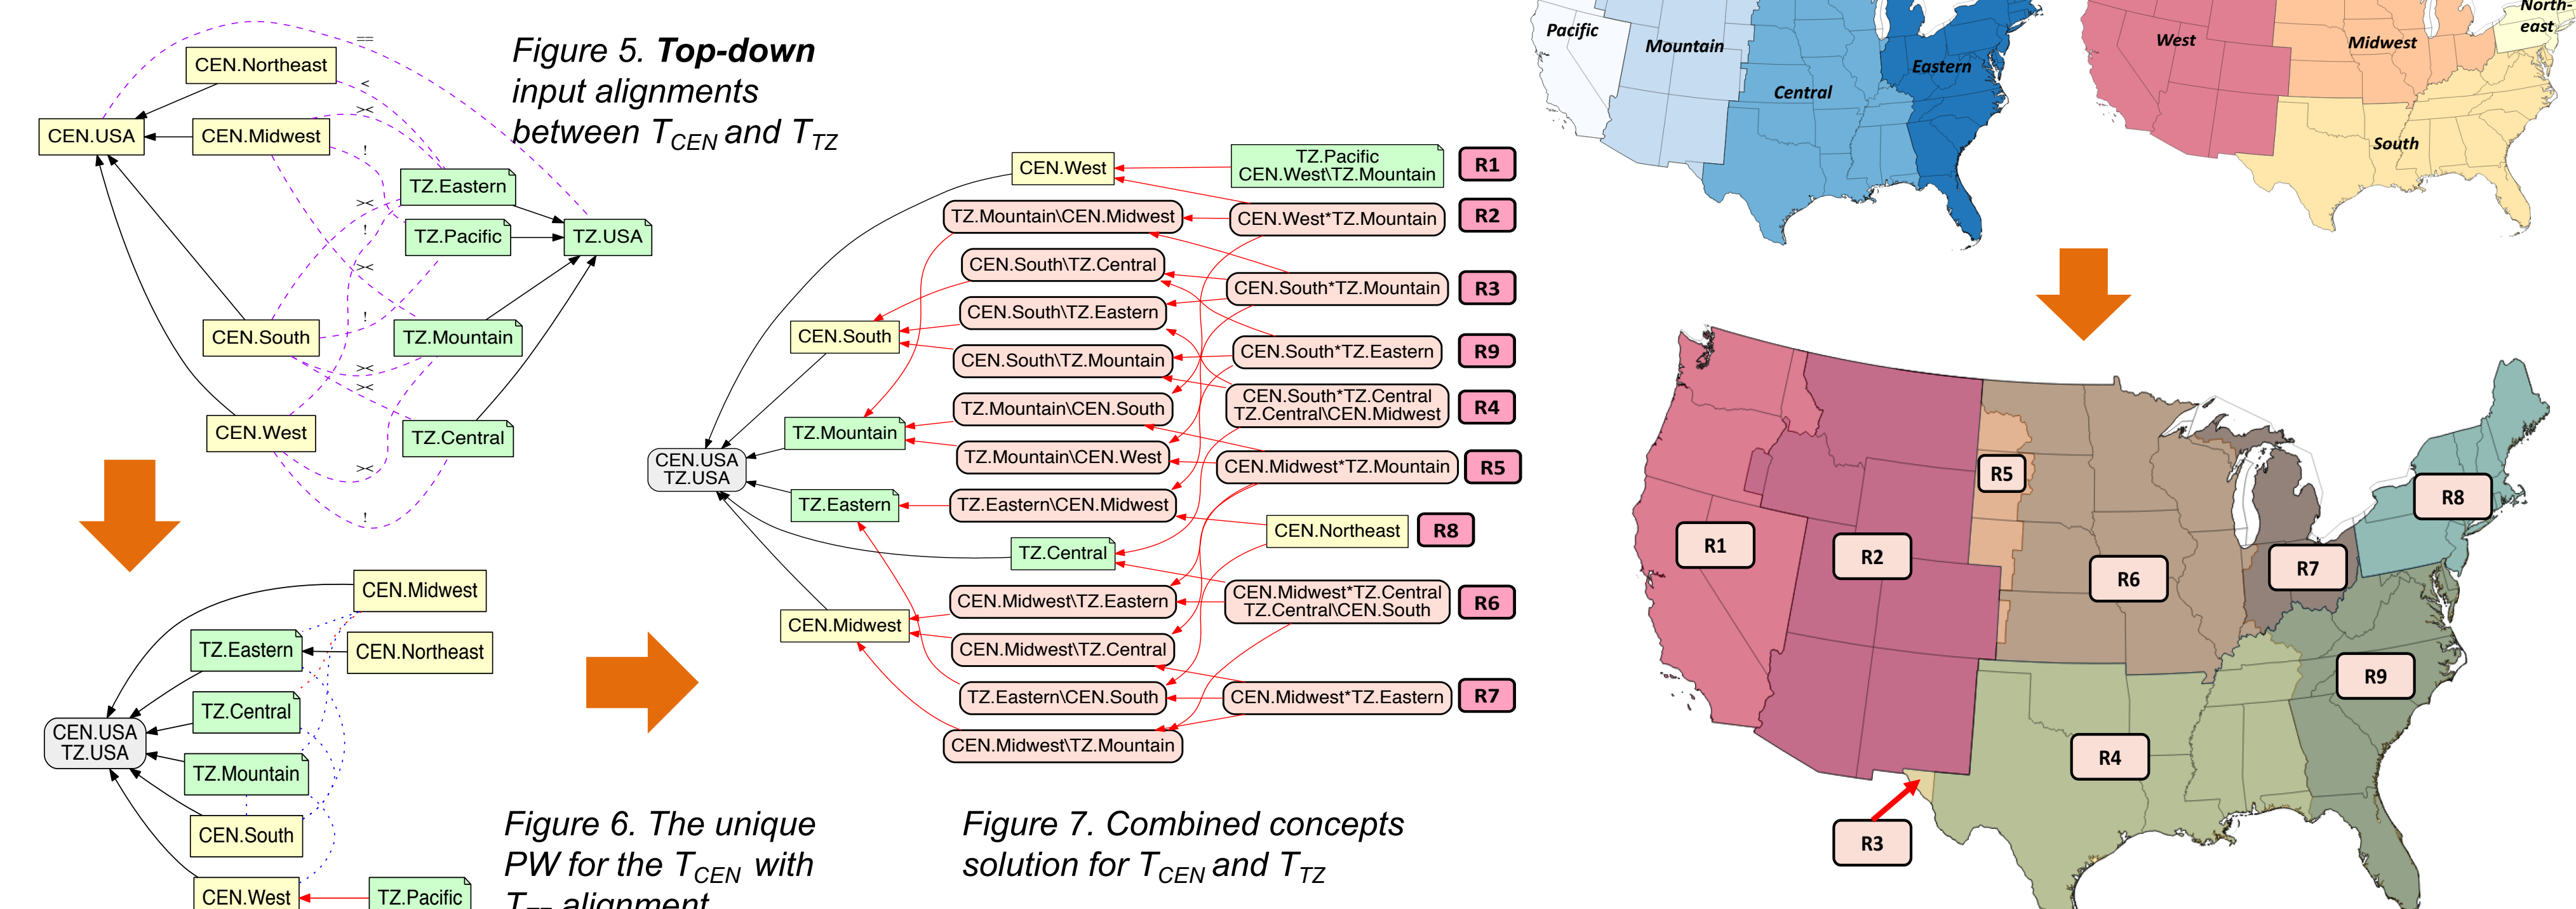 Figure 5. Top-down
input alignments
between T_CEN and T_TZ
CEN.Northeast
CEN.USA
CEN.Midwest
TZ.Eastern
TZ.Pacific
TZ.USA
CEN.South
TZ.Mountain
CEN.West
TZ.Central
==
<
><
!
><
!
><
!
><
><
><
!
CEN.Midwest
TZ.Eastern
CEN.Northeast
TZ.Central
CEN.USA
TZ.USA
TZ.Mountain
CEN.South
CEN.West
TZ.Pacific
Figure 6. The unique
PW for the T_CEN with
alignment
CEN.West
TZ.Pacific
CEN.West\TZ.Mountain
R1
TZ.Mountain\CEN.Midwest
CEN.West*TZ.Mountain
R2
CEN.South\TZ.Central
CEN.South*TZ.Mountain
R3
CEN.South\TZ.Eastern
CEN.South
CEN.South\TZ.Mountain
CEN.South*TZ.Eastern
R9
TZ.Mountain\CEN.South
CEN.South*TZ.Central
TZ.Central\CEN.Midwest
R4
TZ.Mountain
CEN.USA
TZ.USA
TZ.Mountain\CEN.West
CEN.Midwest*TZ.Mountain
R5
TZ.Eastern
TZ.Eastern\CEN.Midwest
CEN.Northeast
R8
TZ.Central
CEN.Midwest\TZ.Eastern
CEN.Midwest*TZ.Central
TZ.Central\CEN.South
R6
CEN.Midwest
CEN.Midwest\TZ.Central
TZ.Eastern\CEN.South
CEN.Midwest*TZ.Eastern
R7
CEN.Midwest\TZ.Mountain
Figure 7. Combined concepts
solution for T_CEN and T_TZ
Pacific
Mountain
Central
Eastern
West
Midwest
North-
east
South
R1
R2
R5
R6
R7
R8
R9
R4
R3